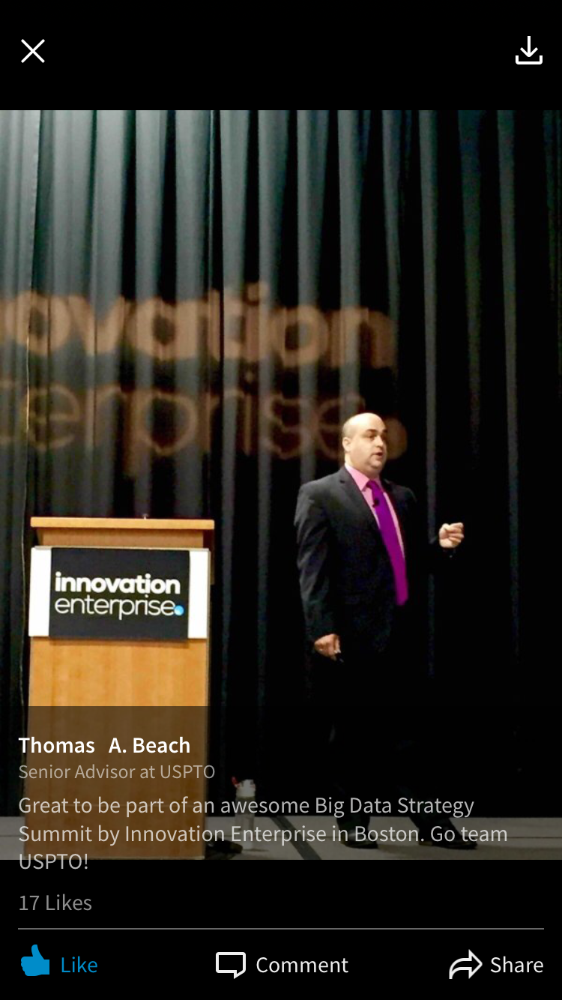 ovation
erprise.
innovation
enterprise.
Thomas A. Beach
Senior Advisor at USPTO
Great to be part of an awesome Big Data Strategy
Summit by Innovation Enterprise in Boston. Go team
USPTO!
17 Likes
Like
Comment
Share